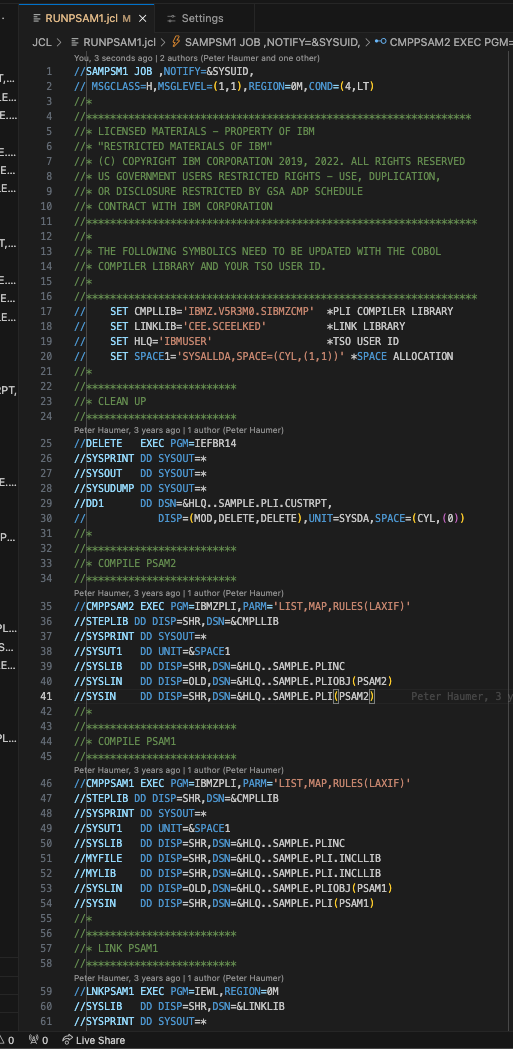 RUNPSAM1.jcl M
Settings
JCL > RUNPSAM1.jcl > SAMPSM1 JOB ,NOTIFY=&SYSUID, > CMPPSAM2 EXEC PGM=
You, 3 seconds ago | 2 authors (Peter Haumer and one other)
1 //SAMPSM1 JOB ,NOTIFY=&SYSUID,
2 // MSGCLASS=H,MSGLEVEL=(1,1),REGION=0M,COND=(4,LT)
3 //*
4 //****************************************************************
5 //* LICENSED MATERIALS - PROPERTY OF IBM
6 //* "RESTRICTED MATERIALS OF IBM"
7 //* (C) COPYRIGHT IBM CORPORATION 2019, 2022. ALL RIGHTS RESERVED
8 //* US GOVERNMENT USERS RESTRICTED RIGHTS - USE, DUPLICATION,
9 //* OR DISCLOSURE RESTRICTED BY GSA ADP SCHEDULE
10 //* CONTRACT WITH IBM CORPORATION
11 //*****************************************************************
12 //*
13 //* THE FOLLOWING SYMBOLICS NEED TO BE UPDATED WITH THE COBOL
14 //* COMPILER LIBRARY AND YOUR TSO USER ID.
15 //*
16 //*****************************************************************
17 //    SET CMPLLIB='IBMZ.V5R3M0.SIBMZCMP'  *PLI COMPILER LIBRARY
18 //    SET LINKLIB='CEE.SCEELKED'          *LINK LIBRARY
19 //    SET HLQ='IBMUSER'                   *TSO USER ID
20 //    SET SPACE1='SYSALLDA,SPACE=(CYL,(1,1))' *SPACE ALLOCATION
21 //*
22 //*************************
23 //* CLEAN UP
24 //*************************
Peter Haumer, 3 years ago | 1 author (Peter Haumer)
25 //DELETE   EXEC PGM=IEFBR14
26 //SYSPRINT DD SYSOUT=*
27 //SYSOUT   DD SYSOUT=*
28 //SYSUDUMP DD SYSOUT=*
29 //DD1      DD DSN=&HLQ..SAMPLE.PLI.CUSTRPT,
30 //            DISP=(MOD,DELETE,DELETE),UNIT=SYSDA,SPACE=(CYL,(0))
31 //*
32 //*************************
33 //* COMPILE PSAM2
34 //*************************
Peter Haumer, 3 years ago | 1 author (Peter Haumer)
35 //CMPPSAM2 EXEC PGM=IBMZPLI,PARM='LIST,MAP,RULES(LAXIF)'
36 //STEPLIB DD DISP=SHR,DSN=&CMPLLIB
37 //SYSPRINT DD SYSOUT=*
38 //SYSUT1   DD UNIT=&SPACE1
39 //SYSLIB   DD DISP=SHR,DSN=&HLQ..SAMPLE.PLINC
40 //SYSLIN   DD DISP=OLD,DSN=&HLQ..SAMPLE.PLIOBJ(PSAM2)
41 //SYSIN    DD DISP=SHR,DSN=&HLQ..SAMPLE.PLI(PSAM2) Peter Haumer, 3 y
42 //*
43 //*************************
44 //* COMPILE PSAM1
45 //*************************
Peter Haumer, 3 years ago | 1 author (Peter Haumer)
46 //CMPPSAM1 EXEC PGM=IBMZPLI,PARM='LIST,MAP,RULES(LAXIF)'
47 //STEPLIB DD DISP=SHR,DSN=&CMPLLIB
48 //SYSPRINT DD SYSOUT=*
49 //SYSUT1   DD UNIT=&SPACE1
50 //SYSLIB   DD DISP=SHR,DSN=&HLQ..SAMPLE.PLINC
51 //MYFILE   DD DISP=SHR,DSN=&HLQ..SAMPLE.PLI.INCLLIB
52 //MYLIB    DD DISP=SHR,DSN=&HLQ..SAMPLE.PLI.INCLLIB
53 //SYSLIN   DD DISP=OLD,DSN=&HLQ..SAMPLE.PLIOBJ(PSAM1)
54 //SYSIN    DD DISP=SHR,DSN=&HLQ..SAMPLE.PLI(PSAM1)
55 //*
56 //*************************
57 //* LINK PSAM1
58 //*************************
Peter Haumer, 3 years ago | 1 author (Peter Haumer)
59 //LNKPSAM1 EXEC PGM=IEWL,REGION=0M
60 //SYSLIB   DD DISP=SHR,DSN=&LINKLIB
61 //SYSPRINT DD SYSOUT=*
0 0 Live Share